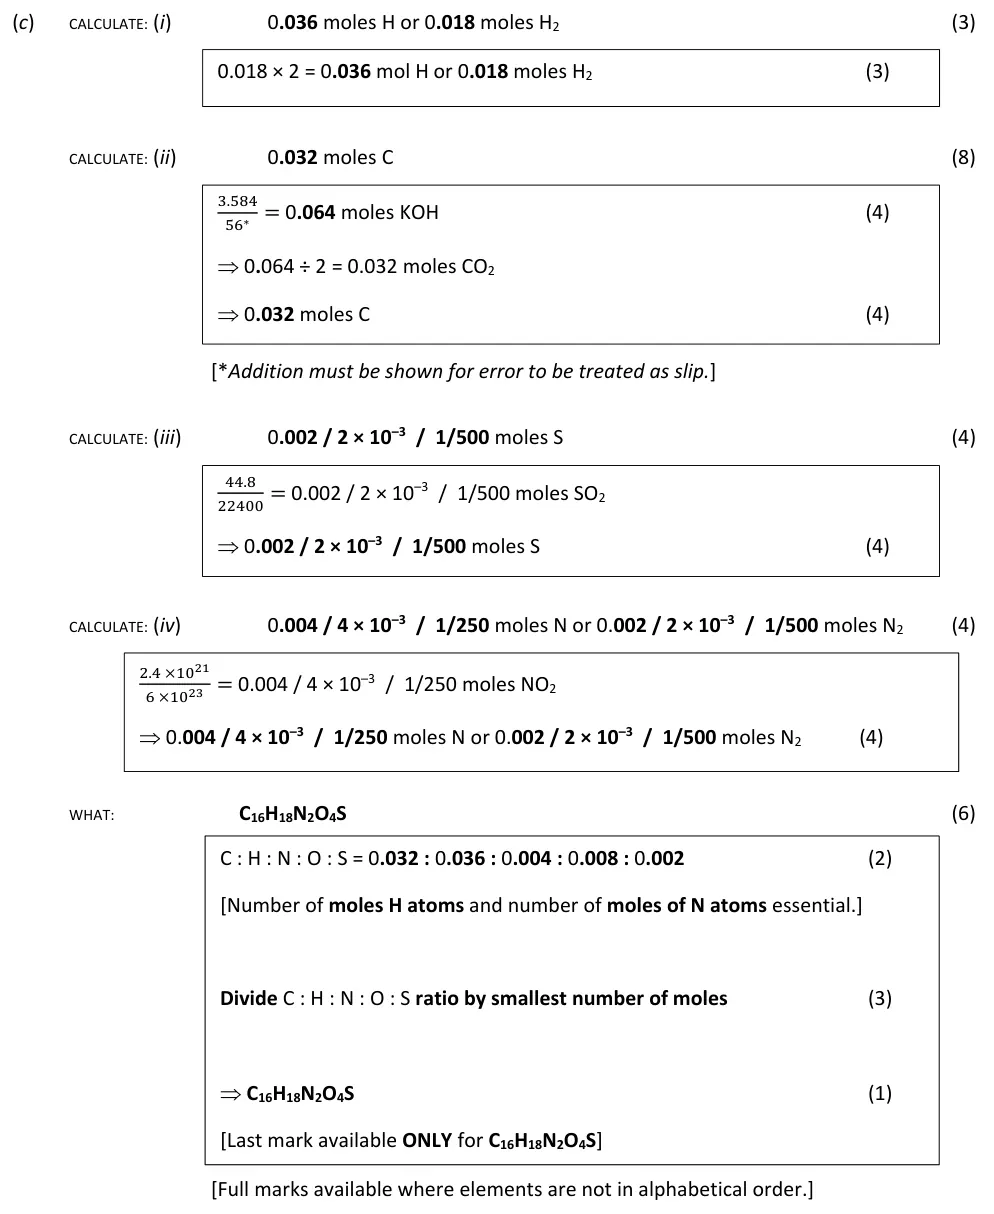 (c) CALCULATE: (i) 0.036 moles H or 0.018 moles H₂ (3)
0.018 × 2 = 0.036 mol H or 0.018 moles H₂ (3)
CALCULATE: (ii) 0.032 moles C (8)
3.584/56* = 0.064 moles KOH (4)
⇒ 0.064 ÷ 2 = 0.032 moles CO₂
⇒ 0.032 moles C (4)
[*Addition must be shown for error to be treated as slip.]
CALCULATE: (iii) 0.002 / 2 × 10⁻³ / 1/500 moles S (4)
44.8/22400 = 0.002 / 2 × 10⁻³ / 1/500 moles SO₂
⇒ 0.002 / 2 × 10⁻³ / 1/500 moles S (4)
CALCULATE: (iv) 0.004 / 4 × 10⁻³ / 1/250 moles N or 0.002 / 2 × 10⁻³ / 1/500 moles N₂ (4)
2.4 ×10²¹/6 ×10²³ = 0.004 / 4 × 10⁻³ / 1/250 moles NO₂
⇒ 0.004 / 4 × 10⁻³ / 1/250 moles N or 0.002 / 2 × 10⁻³ / 1/500 moles N₂ (4)
WHAT: C₁₆H₁₈N₂O₄S (6)
C : H : N : O : S = 0.032 : 0.036 : 0.004 : 0.008 : 0.002 (2)
[Number of moles H atoms and number of moles of N atoms essential.]
Divide C : H : N : O : S ratio by smallest number of moles (3)
⇒ C₁₆H₁₈N₂O₄S (1)
[Last mark available ONLY for C₁₆H₁₈N₂O₄S]
[Full marks available where elements are not in alphabetical order.]